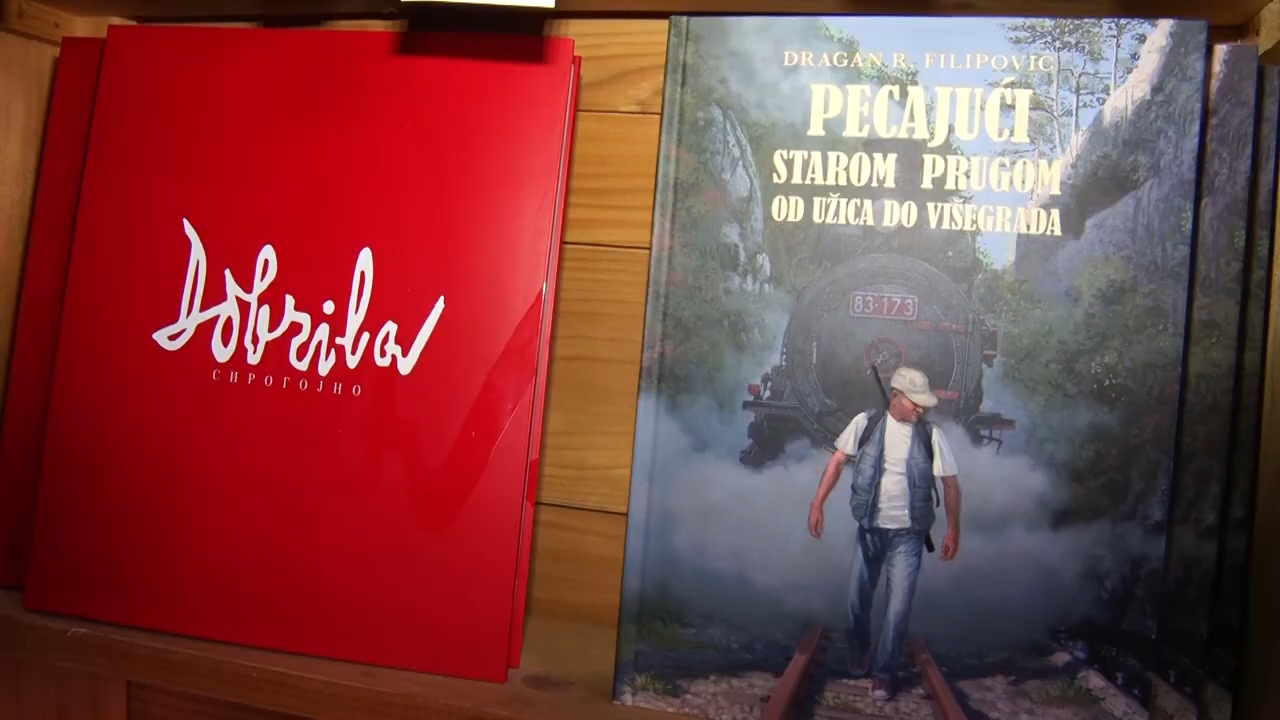 Dobrila
СИРОГОЈНО
DRAGAN R. FILIPOVIĆ
PECAJUĆI
STAROM PRUGOM
OD UŽICA DO VIŠEGRADA
83-173